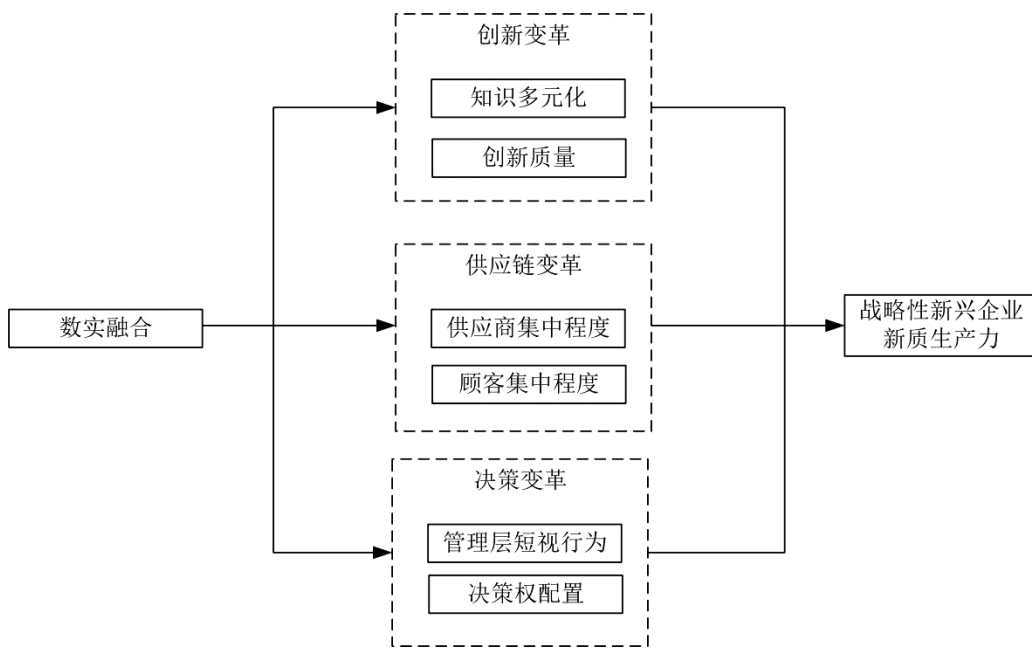 创新变革
知识多元化
创新质量
供应链变革
数实融合
供应商集中程度
顾客集中程度
战略性新兴企业
新质生产力
决策变革
管理层短视行为
决策权配置